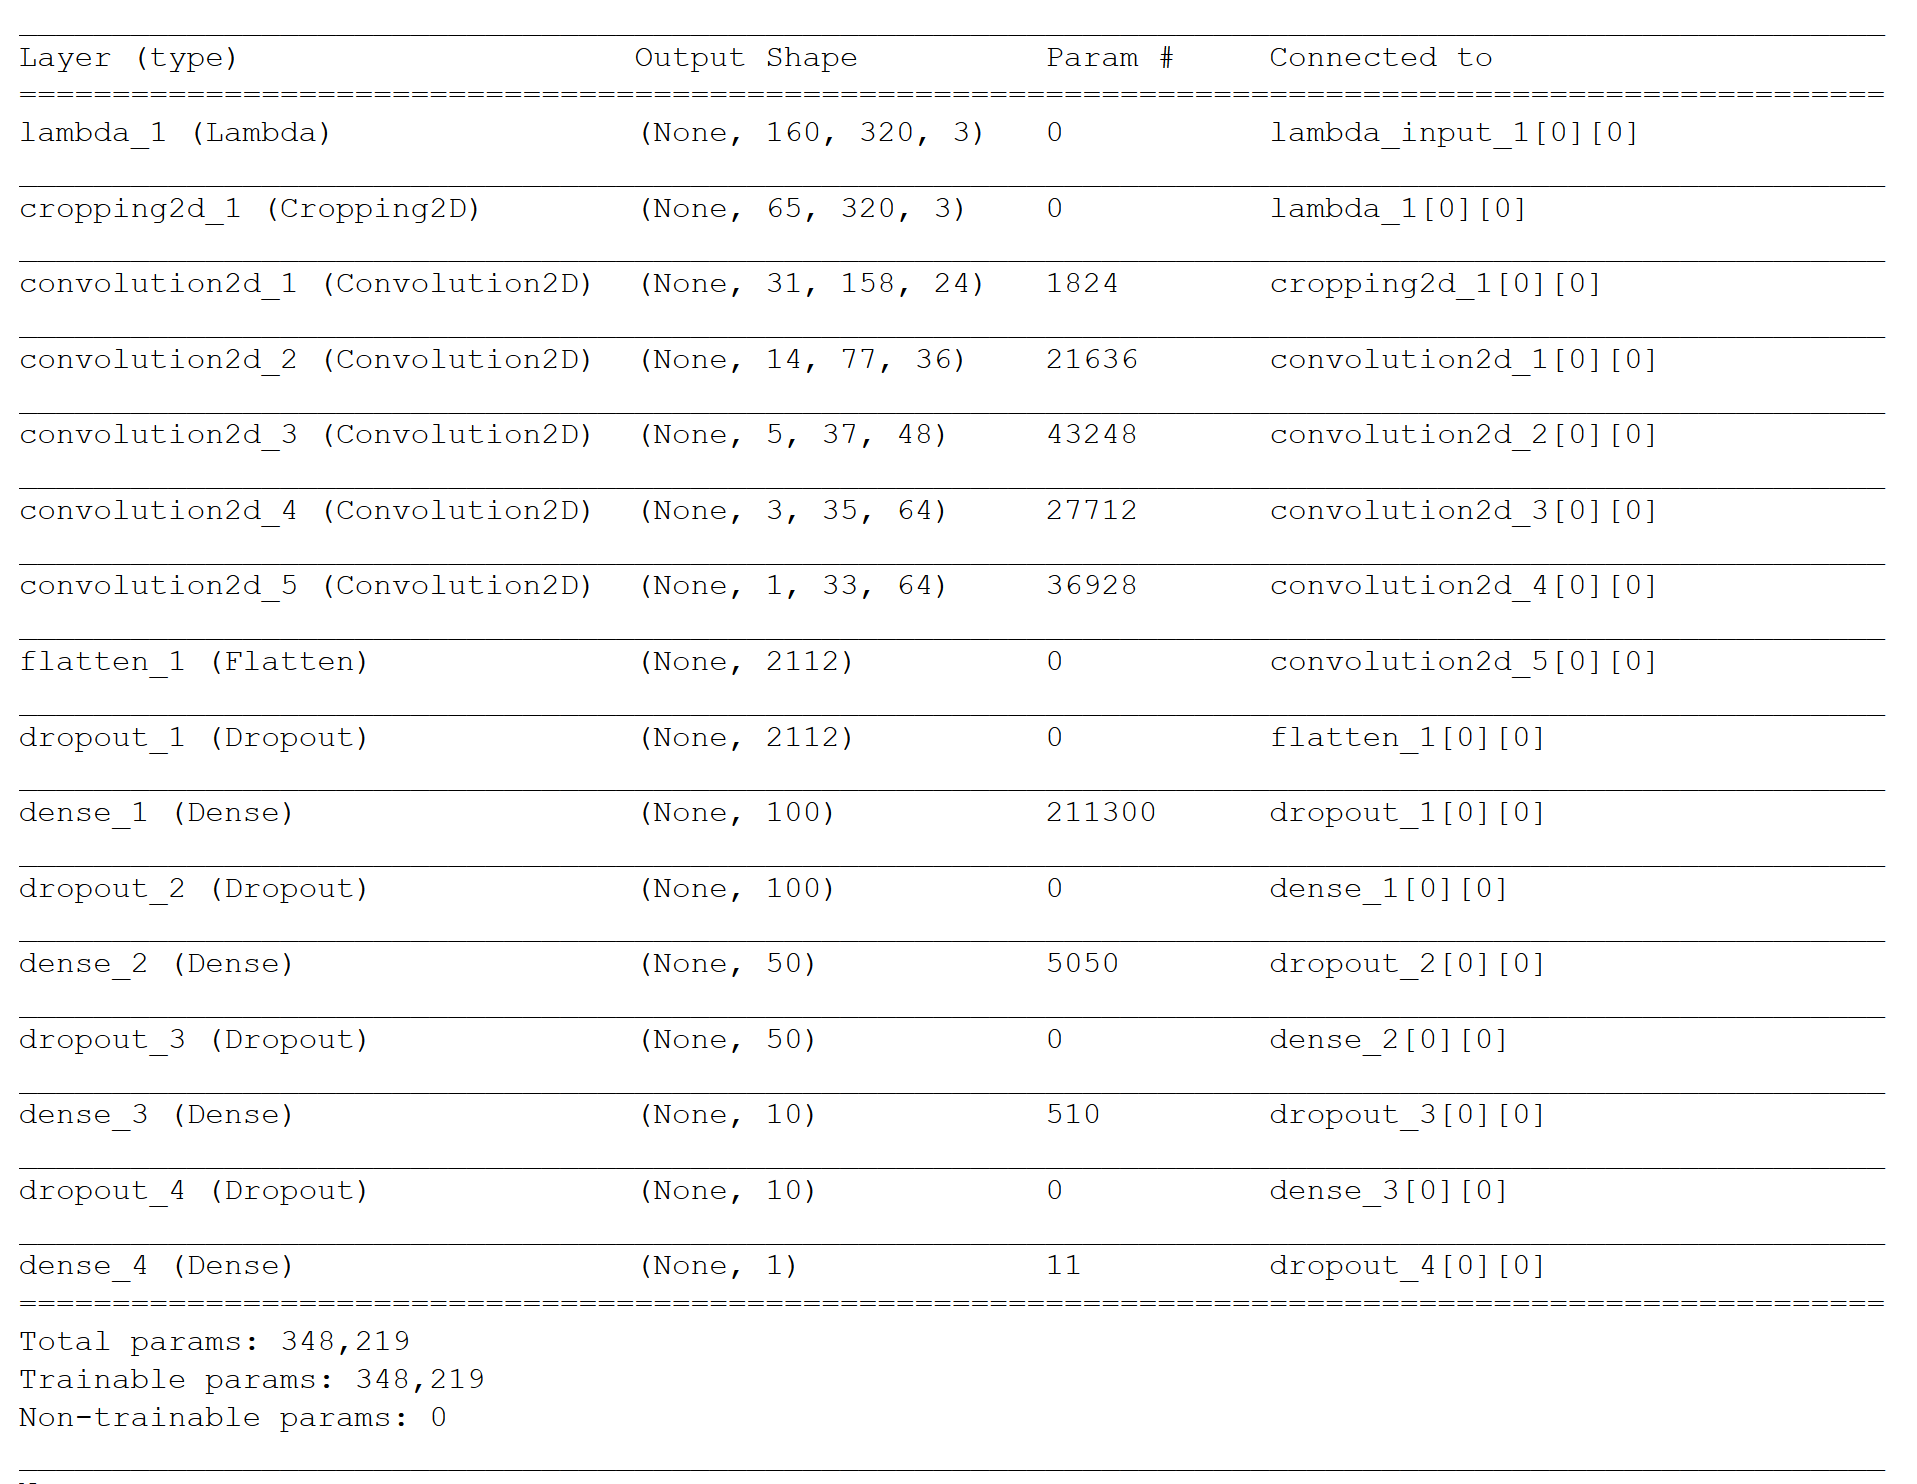 Layer (type) Output Shape Param # Connected to
====================================================================================================
lambda_1 (Lambda) (None, 160, 320, 3) 0 lambda_input_1[0][0]
cropping2d_1 (Cropping2D) (None, 65, 320, 3) 0 lambda_1[0][0]
convolution2d_1 (Convolution2D) (None, 31, 158, 24) 1824 cropping2d_1[0][0]
convolution2d_2 (Convolution2D) (None, 14, 77, 36) 21636 convolution2d_1[0][0]
convolution2d_3 (Convolution2D) (None, 5, 37, 48) 43248 convolution2d_2[0][0]
convolution2d_4 (Convolution2D) (None, 3, 35, 64) 27712 convolution2d_3[0][0]
convolution2d_5 (Convolution2D) (None, 1, 33, 64) 36928 convolution2d_4[0][0]
flatten_1 (Flatten) (None, 2112) 0 convolution2d_5[0][0]
dropout_1 (Dropout) (None, 2112) 0 flatten_1[0][0]
dense_1 (Dense) (None, 100) 211300 dropout_1[0][0]
dropout_2 (Dropout) (None, 100) 0 dense_1[0][0]
dense_2 (Dense) (None, 50) 5050 dropout_2[0][0]
dropout_3 (Dropout) (None, 50) 0 dense_2[0][0]
dense_3 (Dense) (None, 10) 510 dropout_3[0][0]
dropout_4 (Dropout) (None, 10) 0 dense_3[0][0]
dense_4 (Dense) (None, 1) 11 dropout_4[0][0]
====================================================================================================
Total params: 348,219
Trainable params: 348,219
Non-trainable params: 0